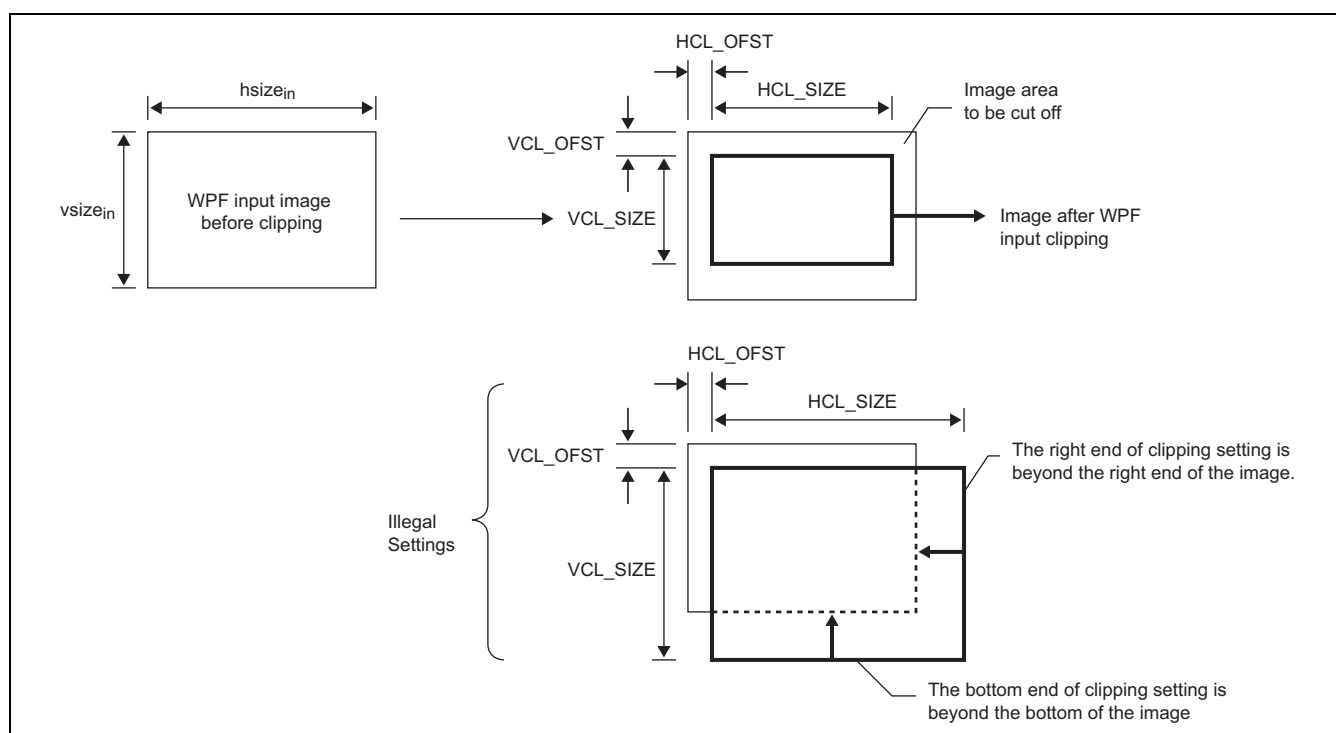 HCL_OFST
hsizein
HCL_SIZE
Image area
to be cut off
VCL_OFST
vsizein
WPF input image
before clipping
VCL_SIZE
Image after WPF
input clipping
HCL_OFST
HCL_SIZE
VCL_OFST
The right end of clipping setting is
beyond the right end of the image.
Illegal
Settings
VCL_SIZE
The bottom end of clipping setting is
beyond the bottom of the image